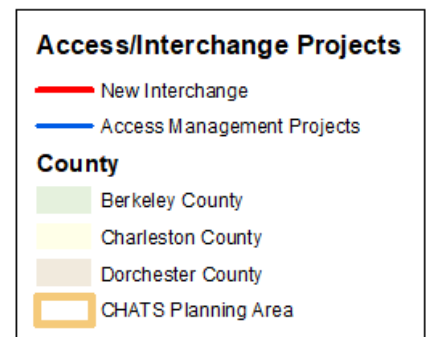 Access/Interchange Projects
New Interchange
Access Management Projects
County
Berkeley County
Charleston County
Dorchester County
CHATS Planning Area